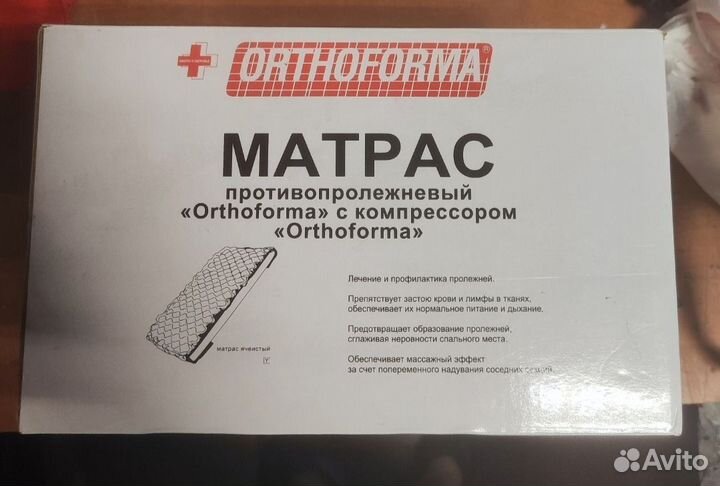 ORTHOFORMA®
МАТРАС
противопролежневый
«Orthoforma» с компрессором
«Orthoforma»
Лечение и профилактика пролежней.
Препятствует застою крови и лимфы в тканях,
обеспечивает их нормальное питание и дыхание.
Предотвращает образование пролежней,
сглаживая неровности спального места.
матрас ячеистый
Обеспечивает массажный эффект
за счет попеременного надувания соседних секций.
Avito